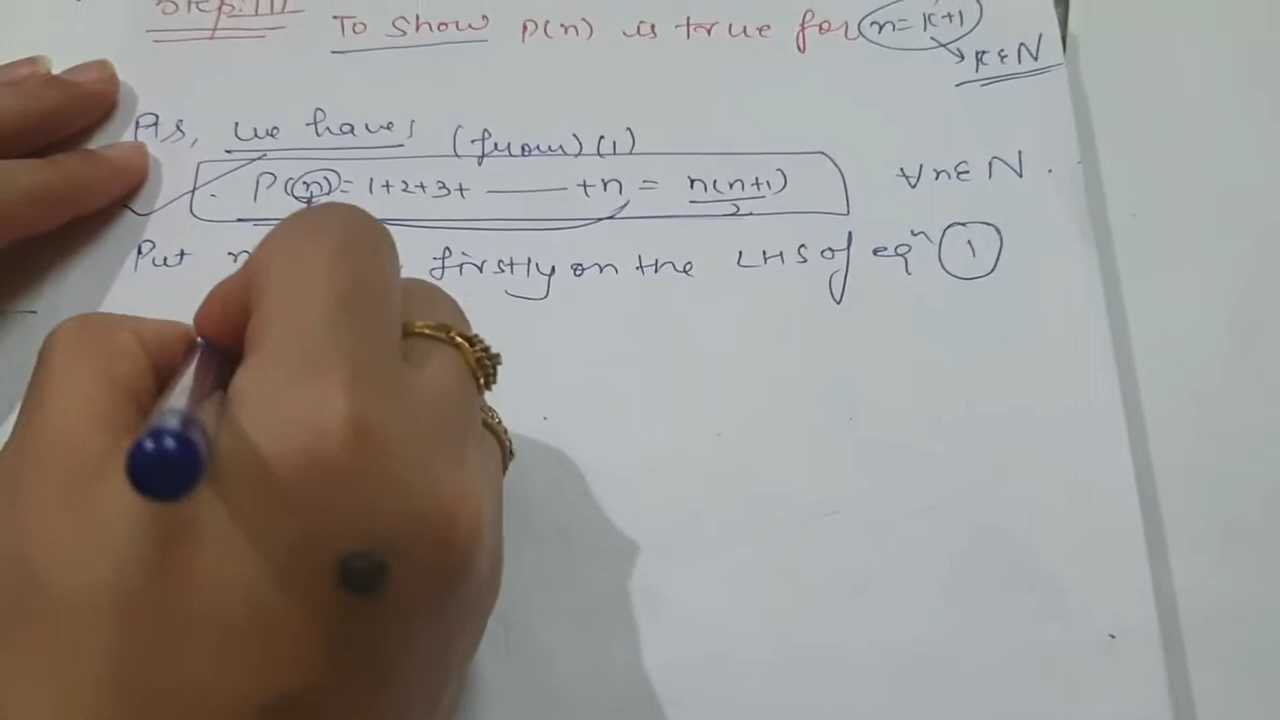 Step: III
To show P(n) is true for n=k+1
k∈N
As, we have, (from) (1)
P(n) = 1+2+3+ ——— +n = n(n+1)/2 ∀n∈N.
Put n firstly on the LHS of eqⁿ 1